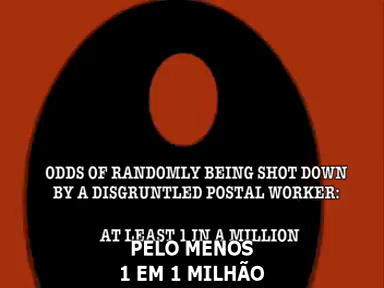 ODDS OF RANDOMLY BEING SHOT DOWN
BY A DISGRUNTLED POSTAL WORKER:
AT LEAST 1 IN A MILLION
PELO MENOS
1 EM 1 MILHÃO